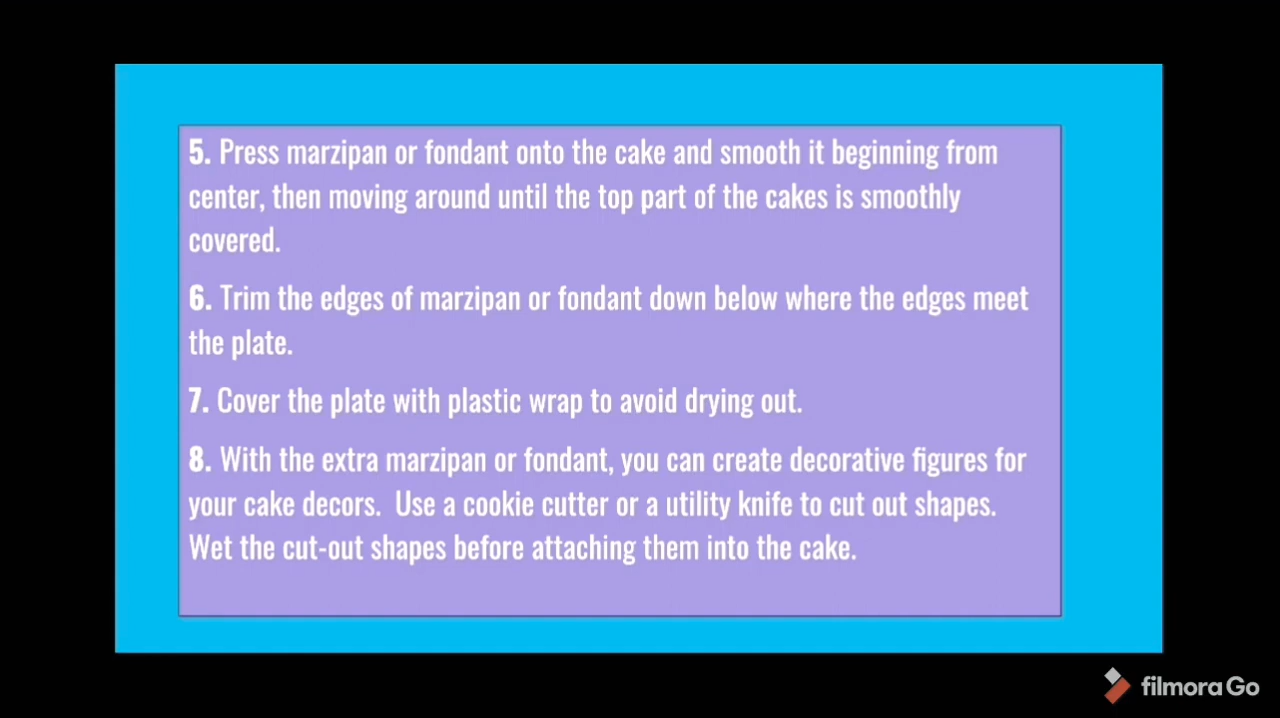 5. Press marzipan or fondant onto the cake and smooth it beginning from
center, then moving around until the top part of the cakes is smoothly
covered.
6. Trim the edges of marzipan or fondant down below where the edges meet
the plate.
7. Cover the plate with plastic wrap to avoid drying out.
8. With the extra marzipan or fondant, you can create decorative figures for
your cake decors.  Use a cookie cutter or a utility knife to cut out shapes.
Wet the cut-out shapes before attaching them into the cake.
filmora Go